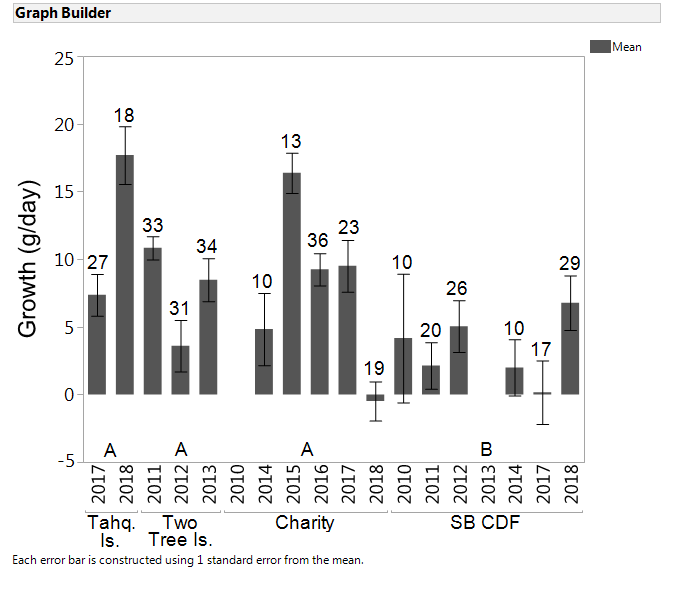 Graph Builder
Mean
25
20
15
10
5
0
-5
Growth (g/day)
27
18
33
31
34
10
13
36
23
19
10
20
26
10
17
29
A
A
A
B
2017
2018
2011
2012
2013
2010
2014
2015
2016
2017
2018
2010
2011
2012
2013
2014
2017
2018
Tahq.
Is.
Two
Tree Is.
Charity
SB CDF
Each error bar is constructed using 1 standard error from the mean.